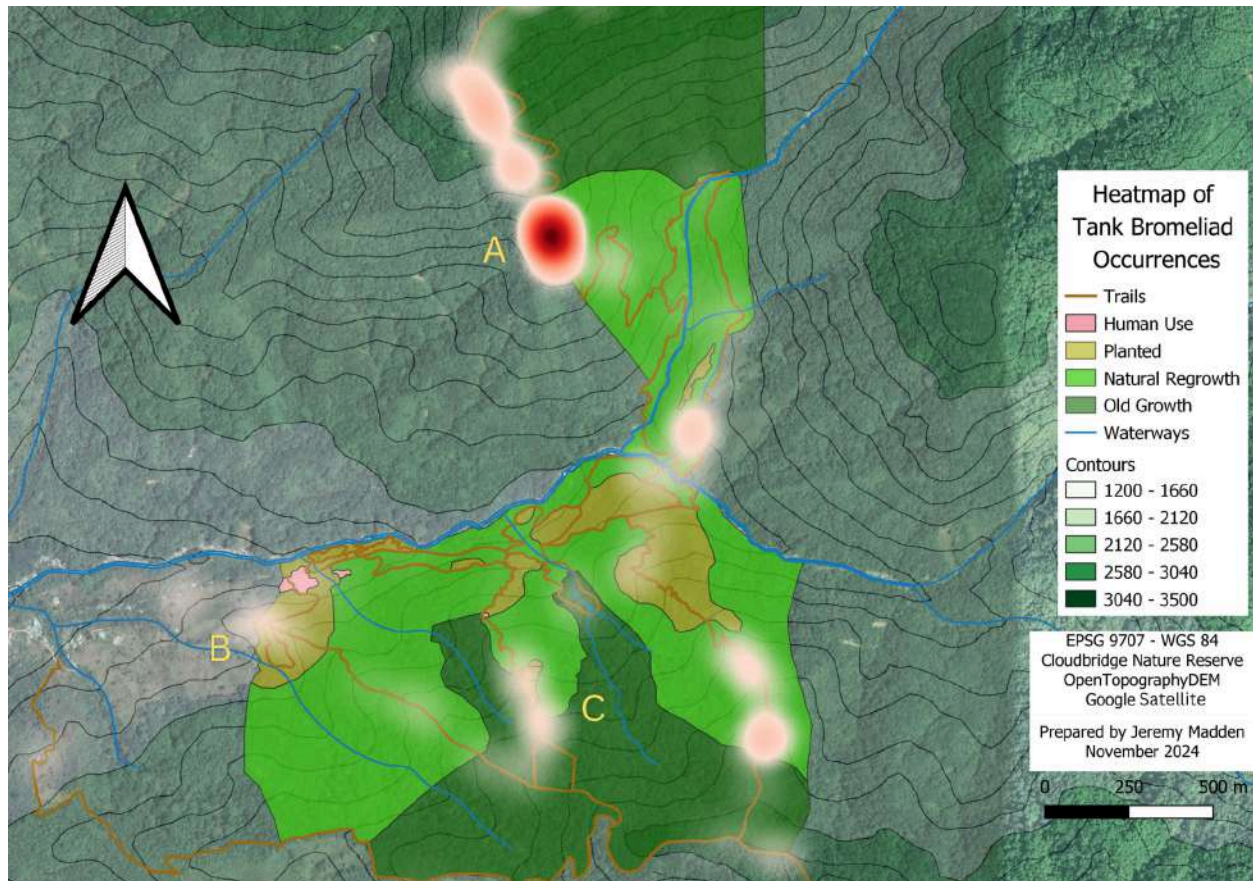 A
B
C
Heatmap of
Tank Bromeliad
Occurrences
Trails
Human Use
Planted
Natural Regrowth
Old Growth
Waterways
Contours
1200 - 1660
1660 - 2120
2120 - 2580
2580 - 3040
3040 - 3500
EPSG 9707 - WGS 84
Cloudbridge Nature Reserve
OpenTopographyDEM
Google Satellite
Prepared by Jeremy Madden
November 2024
0 250 500 m